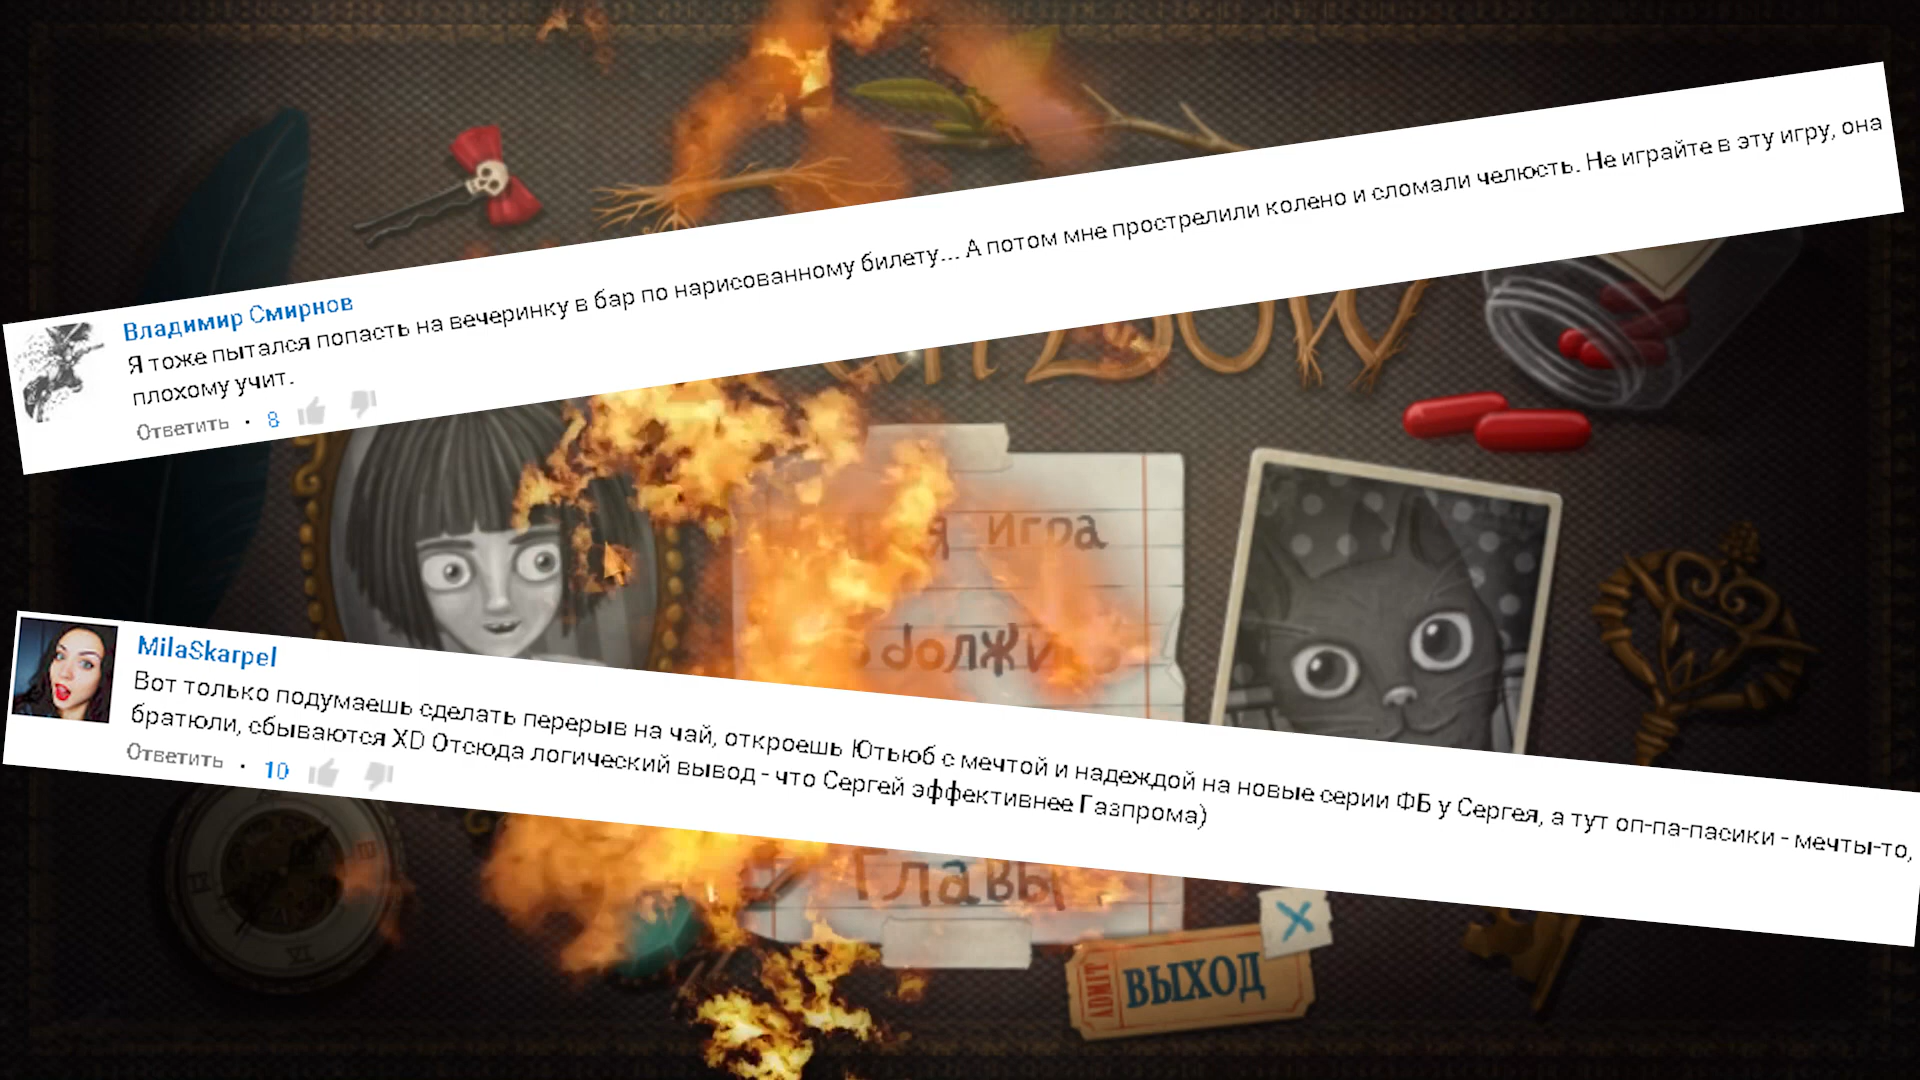 Владимир Смирнов
Я тоже пытался попасть на вечеринку в бар по нарисованному билету... А потом мне прострелили колено и сломали челюсть. Не играйте в эту игру, она
плохому учит.
Ответить · 8
игра
MilaSkarpel
Вот только подумаешь сделать перерыв на чай, откроешь Ютьюб с мечтой и надеждой на новые серии ФБ у Сергея, а тут оп-па-пасики - мечты-то,
братюли, сбываются XD Отсюда логический вывод - что Сергей эффективнее Газпрома)
Ответить · 10
Главы
ADMIT
ВЫХОД
X